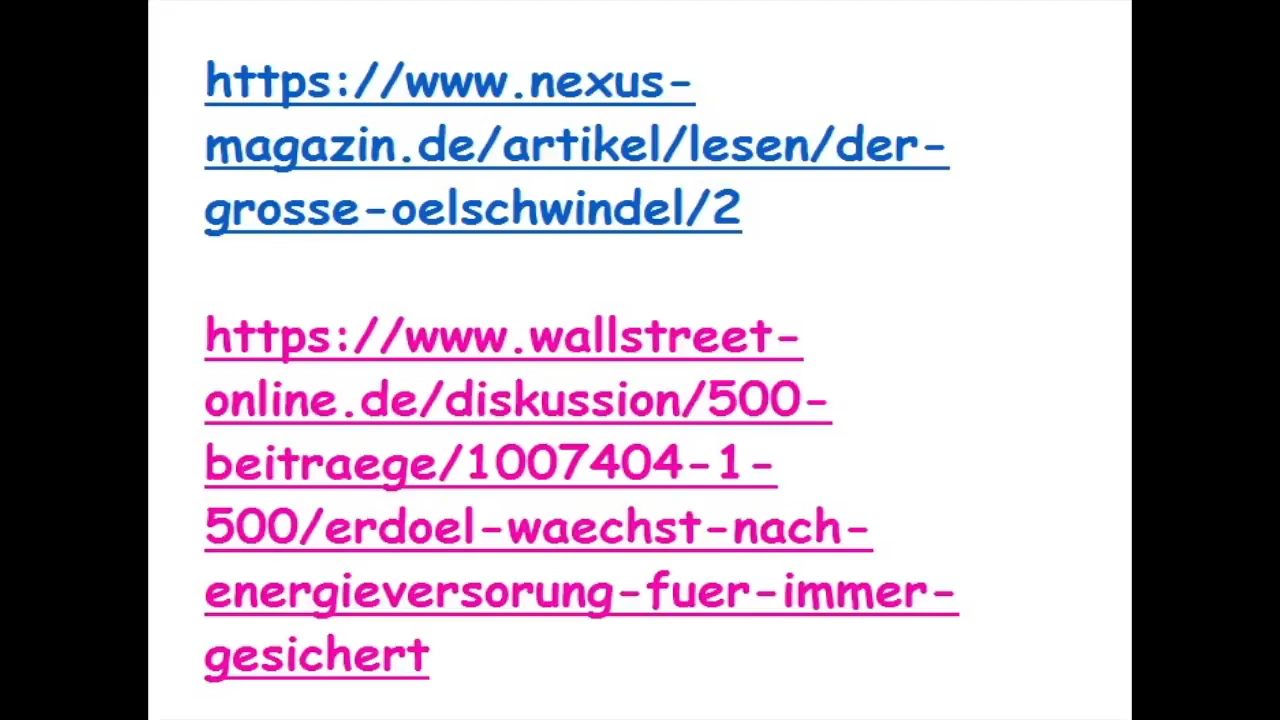 https://www.nexus-
magazin.de/artikel/lesen/der-
grosse-oelschwindel/2
https://www.wallstreet-
online.de/diskussion/500-
beitraege/1007404-1-
500/erdoel-waechst-nach-
energieversorung-fuer-immer-
gesichert